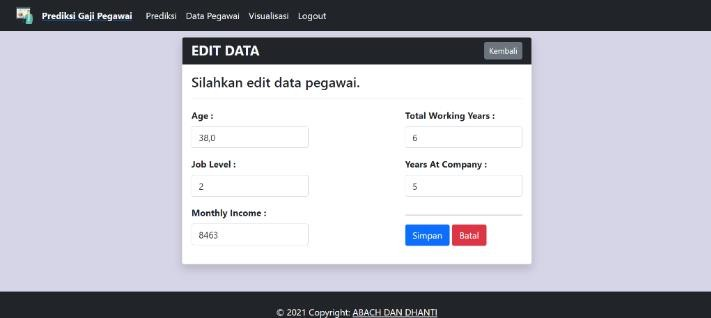 Prediksi Gaji Pegawai Prediksi Data Pegawai Visualisasi Logout
EDIT DATA Kembali
Silahkan edit data pegawai.
Age : Total Working Years :
38,0 6
Job Level : Years At Company :
2 5
Monthly Income :
8463 Simpan Batal
© 2021 Copyright: ABACH DAN DHANTI